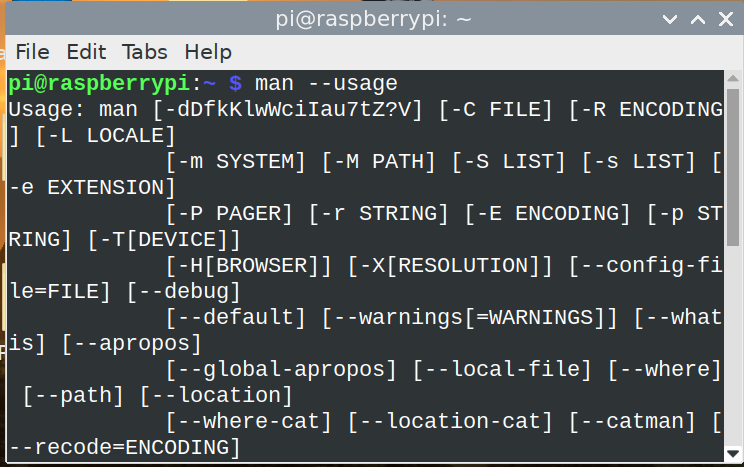 pi@raspberrypi: ~
File Edit Tabs Help
pi@raspberrypi:~ $ man --usage
Usage: man [-dDfkKlwWciIau7tZ?V] [-C FILE] [-R ENCODING
] [-L LOCALE]
[-m SYSTEM] [-M PATH] [-S LIST] [-s LIST] [
-e EXTENSION]
[-P PAGER] [-r STRING] [-E ENCODING] [-p ST
RING] [-T[DEVICE]]
[-H[BROWSER]] [-X[RESOLUTION]] [--config-fi
le=FILE] [--debug]
[--default] [--warnings[=WARNINGS]] [--what
is] [--apropos]
[--global-apropos] [--local-file] [--where]
[--path] [--location]
[--where-cat] [--location-cat] [--catman] [
--recode=ENCODING]